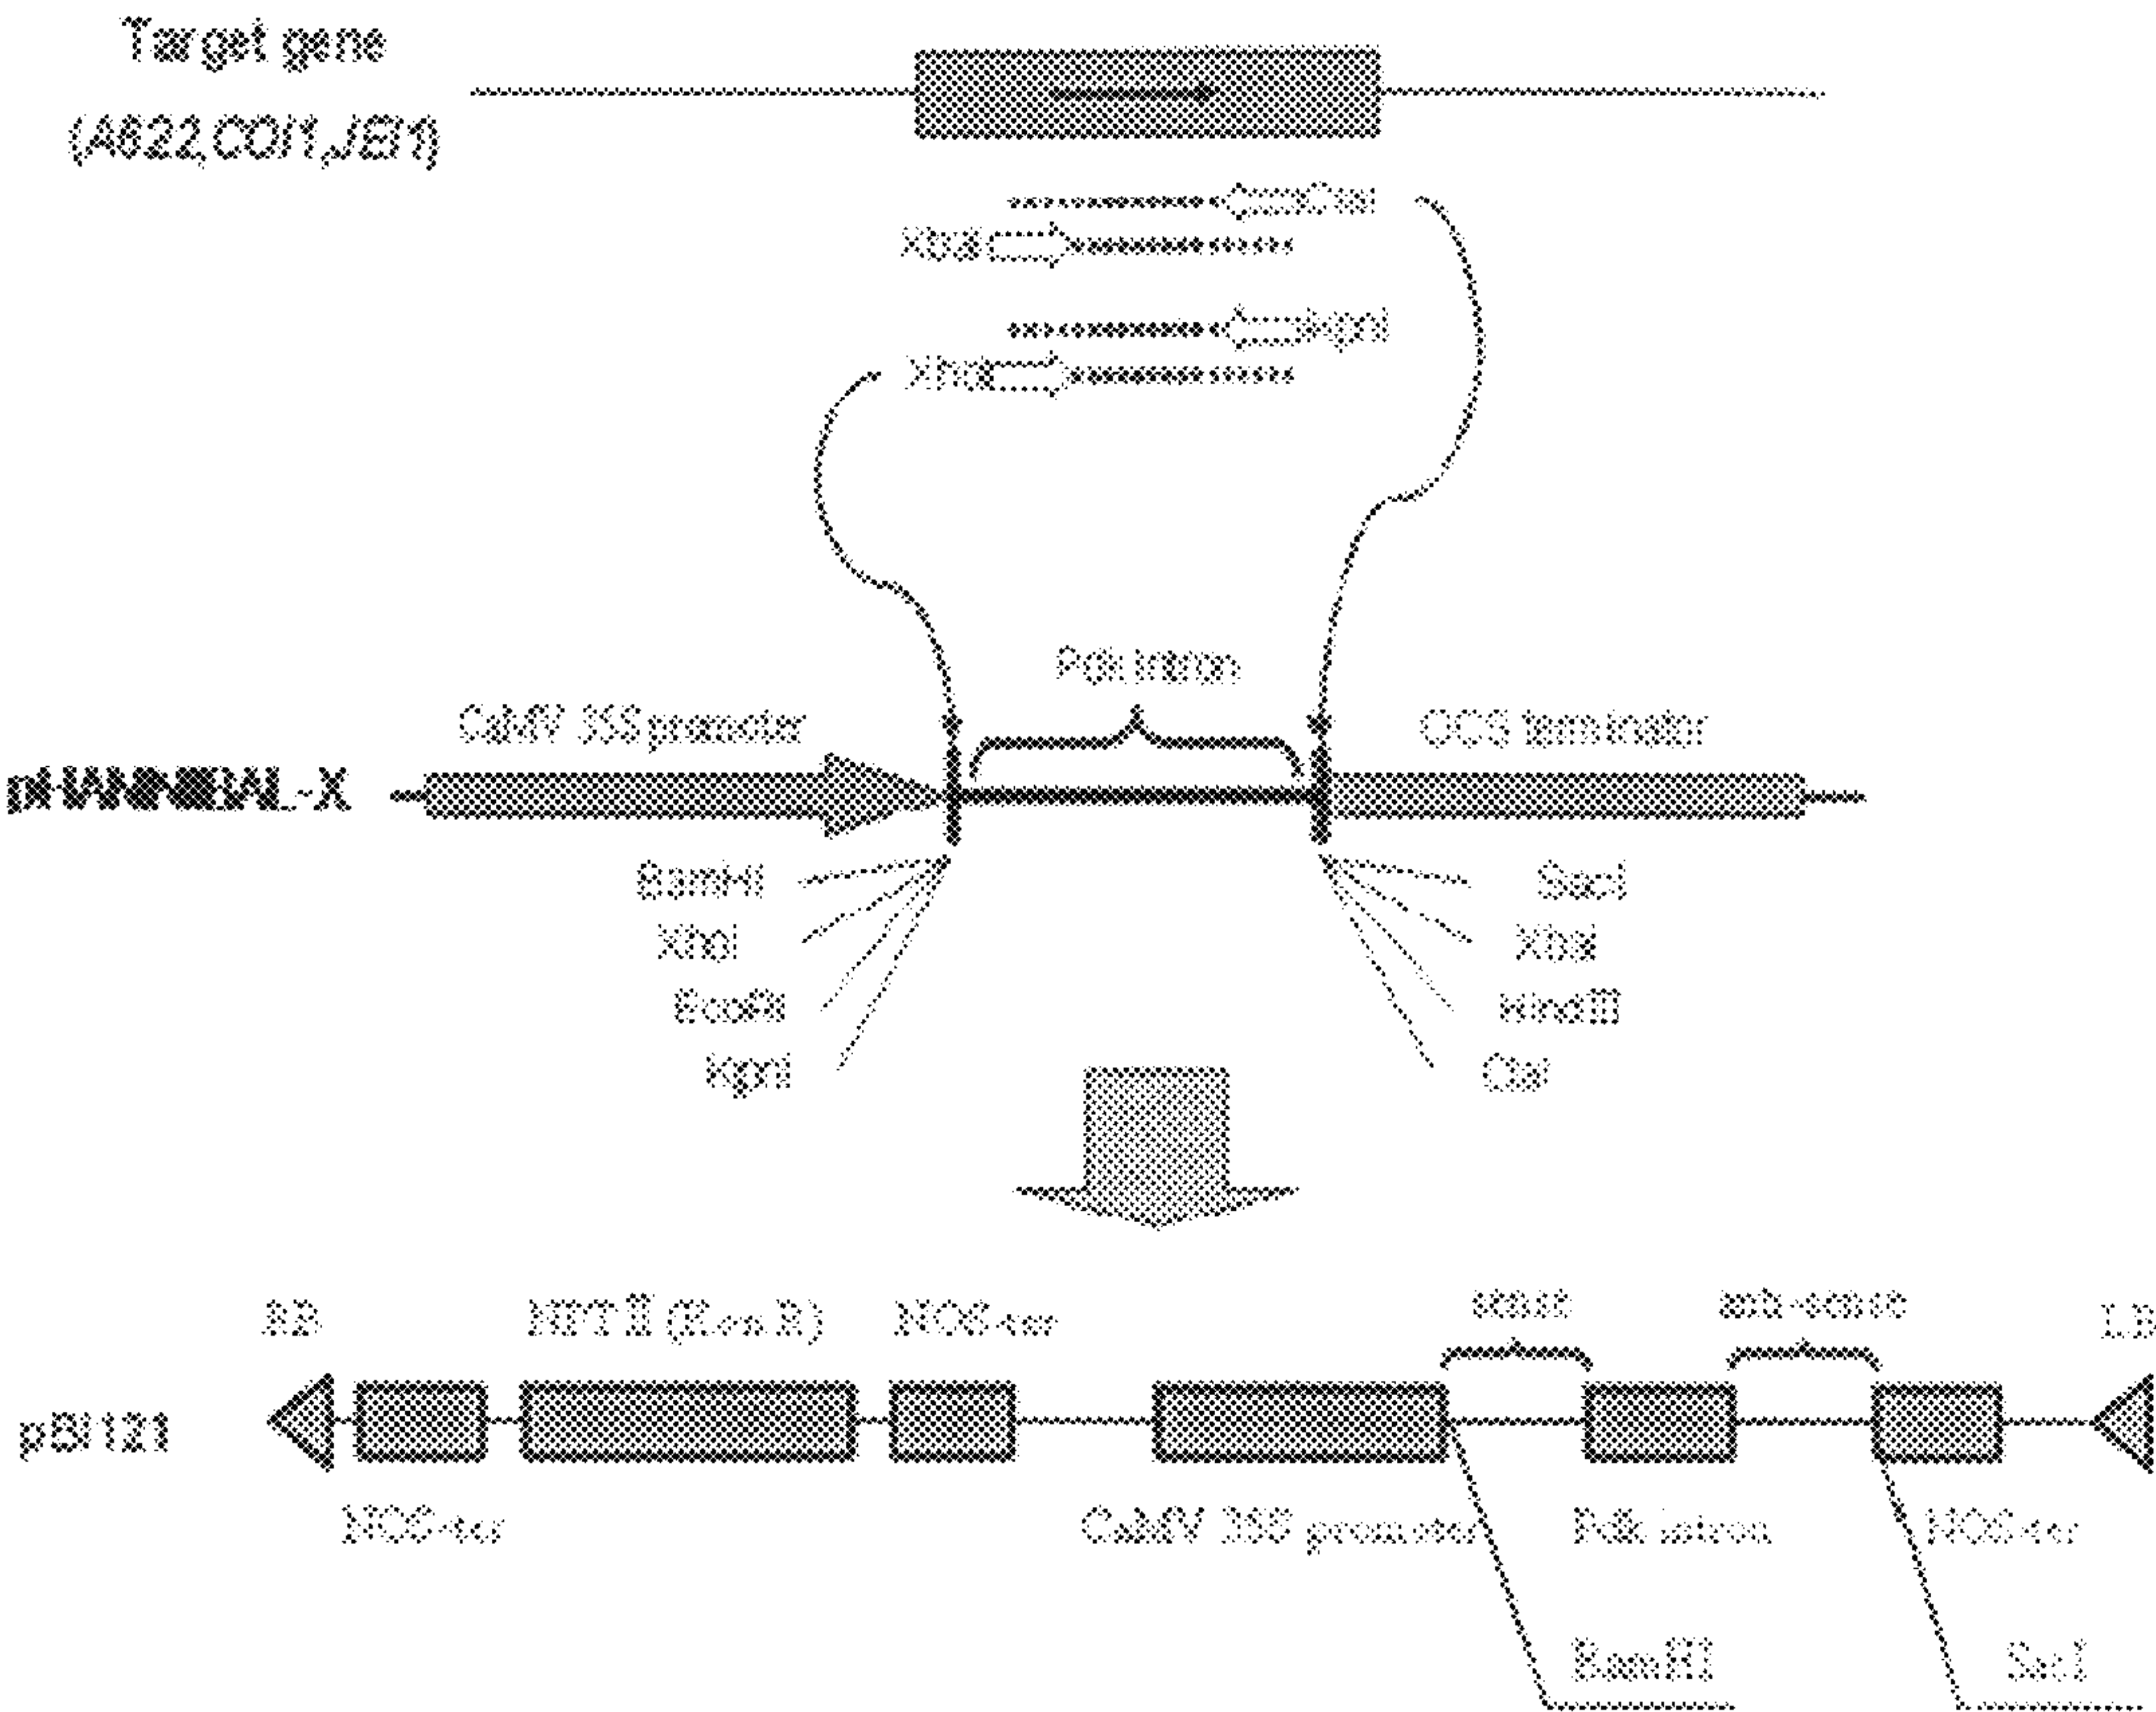 Target gene
(A622, COI1, JEI1)
ClaI
XbaI
KpnI
XhoI
Pdk Intron
CaMV 35S promoter
OCS terminator
pHANNIBAL-X
BamHI
SacI
XhoI
XbaI
EcoRI
HindIII
KpnI
ClaI
sense
anti-sense
RB
NPT II (Kan R)
NOS-ter
LB
pBI121
NOS-ter
CaMV 35S promoter
Pdk intron
NOS-ter
BamHI
SacI